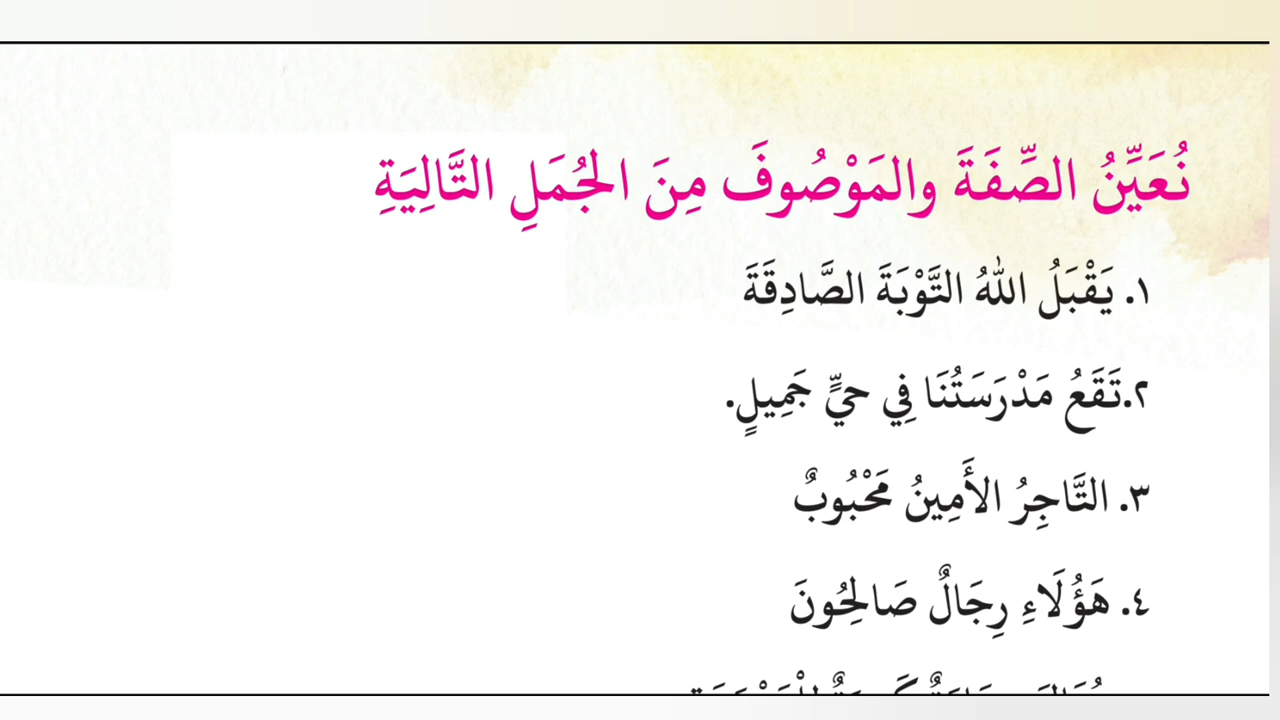 نُعَيِّنُ الصِّفَةَ والمَوْصُوفَ مِنَ الجُمَلِ التَّالِيَةِ
١. يَقْبَلُ اللهُ التَّوْبَةَ الصَّادِقَةَ
٢.تَقَعُ مَدْرَسَتُنَا فِي حيٍّ جَمِيلٍ.
٣. التَّاجِرُ الأَمِينُ مَحْبُوبٌ
٤. هَؤُلَاءِ رِجَالٌ صَالِحُونَ